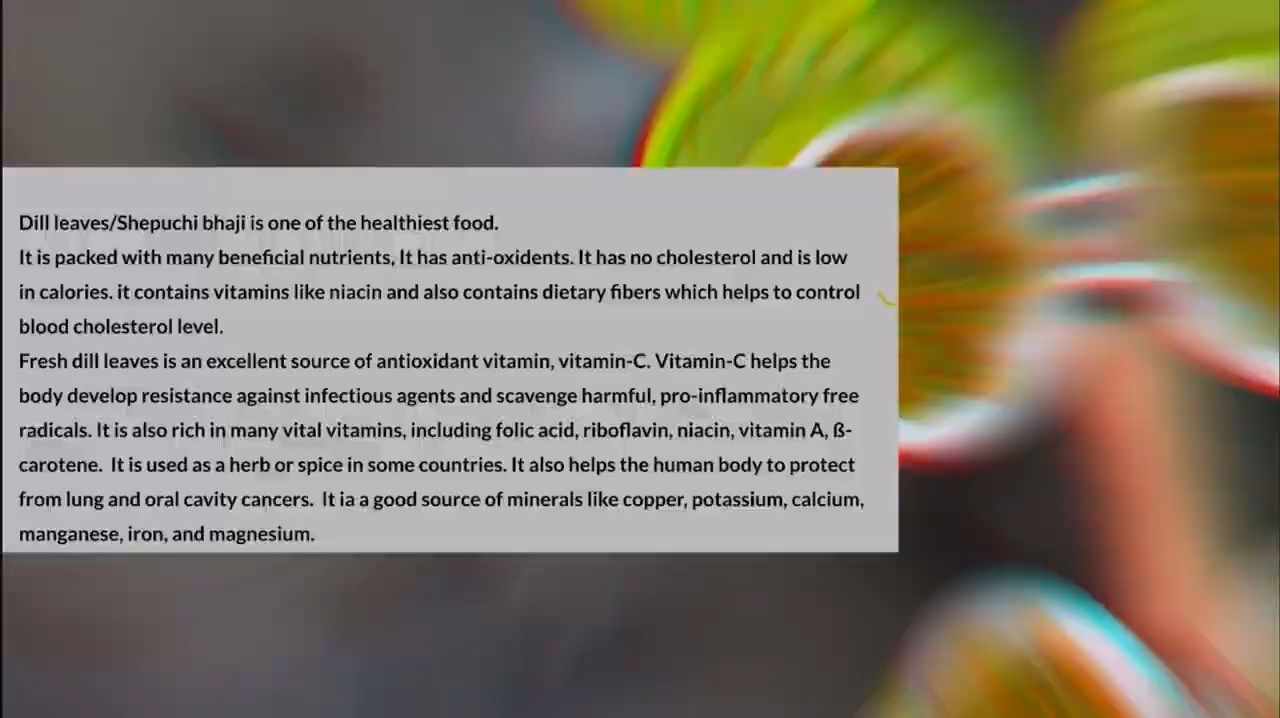 Dill leaves/Shepuchi bhaji is one of the healthiest food.
It is packed with many beneficial nutrients, It has anti-oxidents. It has no cholesterol and is low
in calories. it contains vitamins like niacin and also contains dietary fibers which helps to control
blood cholesterol level.
Fresh dill leaves is an excellent source of antioxidant vitamin, vitamin-C. Vitamin-C helps the
body develop resistance against infectious agents and scavenge harmful, pro-inflammatory free
radicals. It is also rich in many vital vitamins, including folic acid, riboflavin, niacin, vitamin A, ß-
carotene.  It is used as a herb or spice in some countries. It also helps the human body to protect
from lung and oral cavity cancers.  It ia a good source of minerals like copper, potassium, calcium,
manganese, iron, and magnesium.